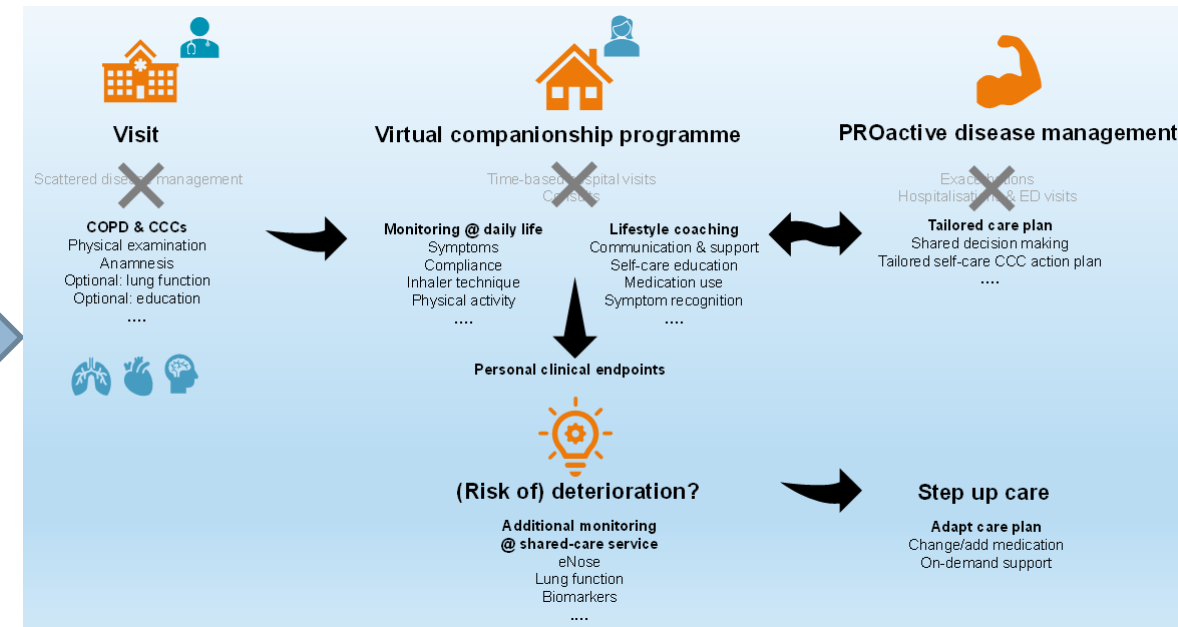 Visit
Scattered disease management
COPD & CCCs
Physical examination
Anamnesis
Optional: lung function
Optional: education
....
Virtual companionship programme
Time-based hospital visits
Consults
Monitoring @ daily life
Symptoms
Compliance
Inhaler technique
Physical activity
....
Lifestyle coaching
Communication & support
Self-care education
Medication use
Symptom recognition
....
PROactive disease management
Exacerbations
Hospitalisations & ED visits
Tailored care plan
Shared decision making
Tailored self-care CCC action plan
....
Personal clinical endpoints
(Risk of) deterioration?
Additional monitoring
@ shared-care service
eNose
Lung function
Biomarkers
....
Step up care
Adapt care plan
Change/add medication
On-demand support